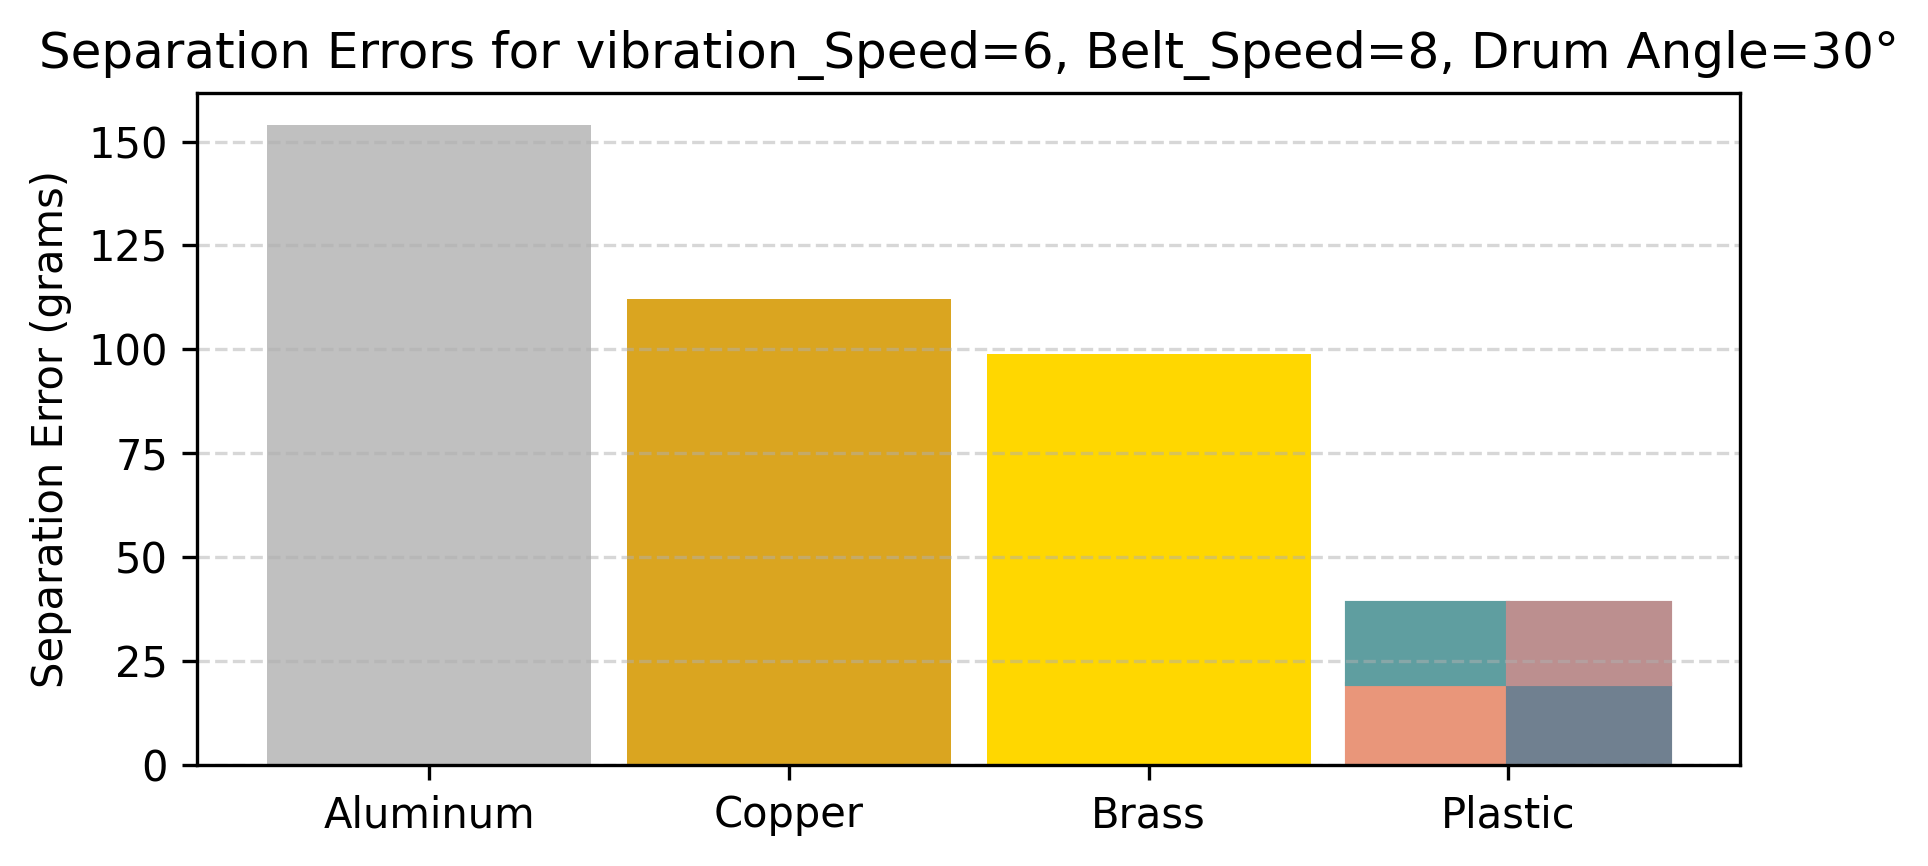 Separation Errors for vibration_Speed=6, Belt_Speed=8, Drum Angle=30°
Separation Error (grams)
150
125
100
75
50
25
0
Aluminum
Copper
Brass
Plastic